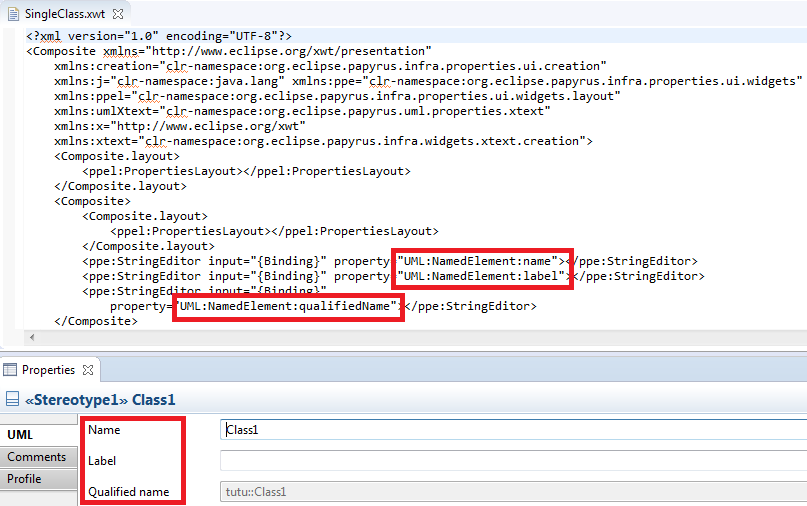 SingleClass.xwt
<?xml version="1.0" encoding="UTF-8"?>
<Composite xmlns="http://www.eclipse.org/xwt/presentation"
xmlns:creation="clr-namespace:org.eclipse.papyrus.infra.properties.ui.creation"
xmlns:j="clr-namespace:java.lang" xmlns:ppe="clr-namespace:org.eclipse.papyrus.infra.properties.ui.widgets"
xmlns:ppel="clr-namespace:org.eclipse.papyrus.infra.properties.ui.widgets.layout"
xmlns:umlXtext="clr-namespace:org.eclipse.papyrus.uml.properties.xtext"
xmlns:x="http://www.eclipse.org/xwt"
xmlns:xtext="clr-namespace:org.eclipse.papyrus.infra.widgets.xtext.creation">
<Composite.layout>
<ppel:PropertiesLayout></ppel:PropertiesLayout>
</Composite.layout>
<Composite>
<Composite.layout>
<ppel:PropertiesLayout></ppel:PropertiesLayout>
</Composite.layout>
<ppe:StringEditor input="{Binding}" property="UML:NamedElement:name"></ppe:StringEditor>
<ppe:StringEditor input="{Binding}" property="UML:NamedElement:label"></ppe:StringEditor>
<ppe:StringEditor input="{Binding}"
property="UML:NamedElement:qualifiedName"></ppe:StringEditor>
</Composite>
Properties
«Stereotype1» Class1
UML
Comments
Profile
Name
Class1
Label
Qualified name
tutu::Class1